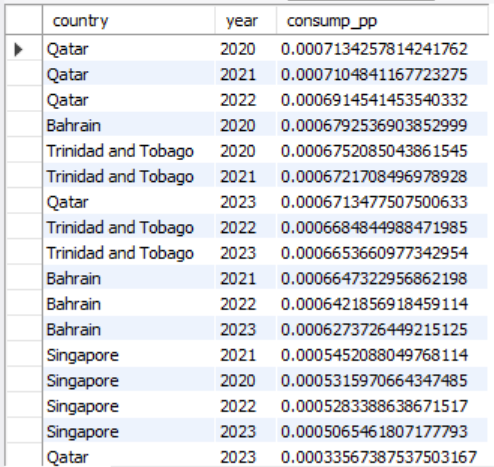 country year consump_pp
Qatar 2020 0.0007134257814241762
Qatar 2021 0.0007104841167723275
Qatar 2022 0.0006914541453540332
Bahrain 2020 0.0006792536903852999
Trinidad and Tobago 2020 0.0006752085043861545
Trinidad and Tobago 2021 0.0006721708496978928
Qatar 2023 0.0006713477507500633
Trinidad and Tobago 2022 0.0006684844988471985
Trinidad and Tobago 2023 0.0006653660977342954
Bahrain 2021 0.0006647322956862198
Bahrain 2022 0.0006421856918459114
Bahrain 2023 0.0006273726449215125
Singapore 2021 0.0005452088049768114
Singapore 2020 0.0005315970664347485
Singapore 2022 0.0005283388638671517
Singapore 2023 0.0005065461807177793
Qatar 2023 0.00033567387537503167